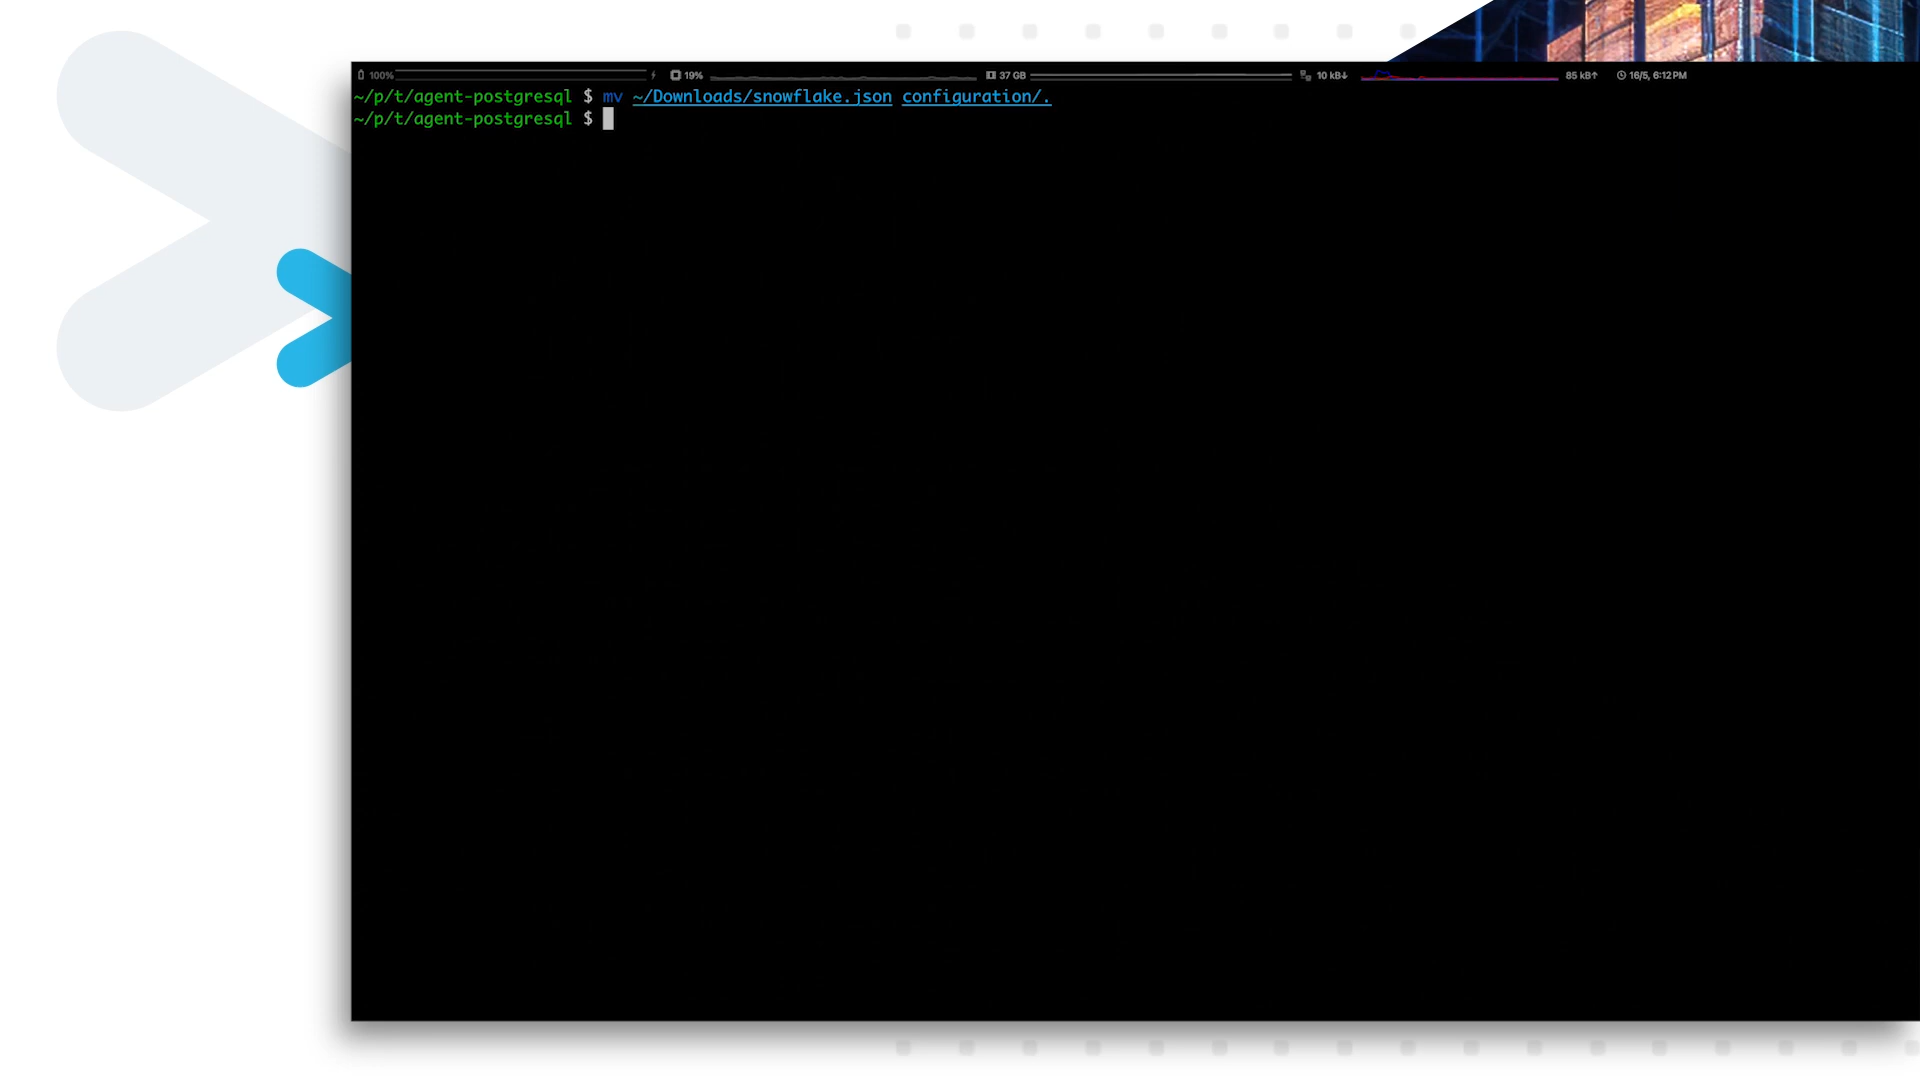 100% 19% 37 GB 10 kB↓ 85 kB↑ 16/5, 6:12 PM
~/p/t/agent-postgresql $ mv ~/Downloads/snowflake.json configuration/.
~/p/t/agent-postgresql $